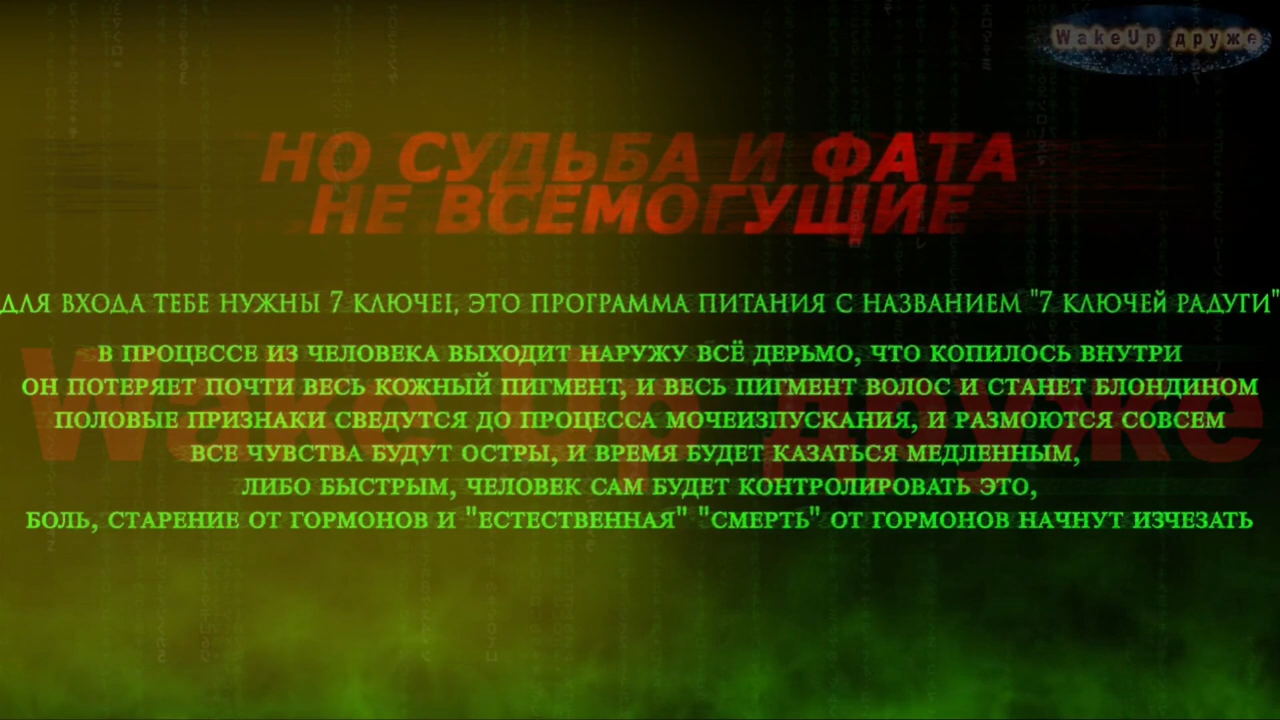 WakeUp друже
НО СУДЬБА И ФАТА
НЕ ВСЕМОГУЩИЕ
ДЛЯ ВХОДА ТЕБЕ НУЖНЫ 7 КЛЮЧЕІ, ЭТО ПРОГРАММА ПИТАНИЯ С НАЗВАНИЕМ "7 КЛЮЧЕЙ РАДУГИ"
В ПРОЦЕССЕ ИЗ ЧЕЛОВЕКА ВЫХОДИТ НАРУЖУ ВСЁ ДЕРЬМО, ЧТО КОПИЛОСЬ ВНУТРИ
ОН ПОТЕРЯЕТ ПОЧТИ ВЕСЬ КОЖНЫЙ ПИГМЕНТ, И ВЕСЬ ПИГМЕНТ ВОЛОС И СТАНЕТ БЛОНДИНОМ
ПОЛОВЫЕ ПРИЗНАКИ СВЕДУТСЯ ДО ПРОЦЕССА МОЧЕИЗПУСКАНИЯ, И РАЗМОЮТСЯ СОВСЕМ
Wake Up друже
ВСЕ ЧУВСТВА БУДУТ ОСТРЫ, И ВРЕМЯ БУДЕТ КАЗАТЬСЯ МЕДЛЕННЫМ,
ЛИБО БЫСТРЫМ, ЧЕЛОВЕК САМ БУДЕТ КОНТРОЛИРОВАТЬ ЭТО,
БОЛЬ, СТАРЕНИЕ ОТ ГОРМОНОВ И "ЕСТЕСТВЕННАЯ" "СМЕРТЬ" ОТ ГОРМОНОВ НАЧНУТ ИЗЧЕЗАТЬ